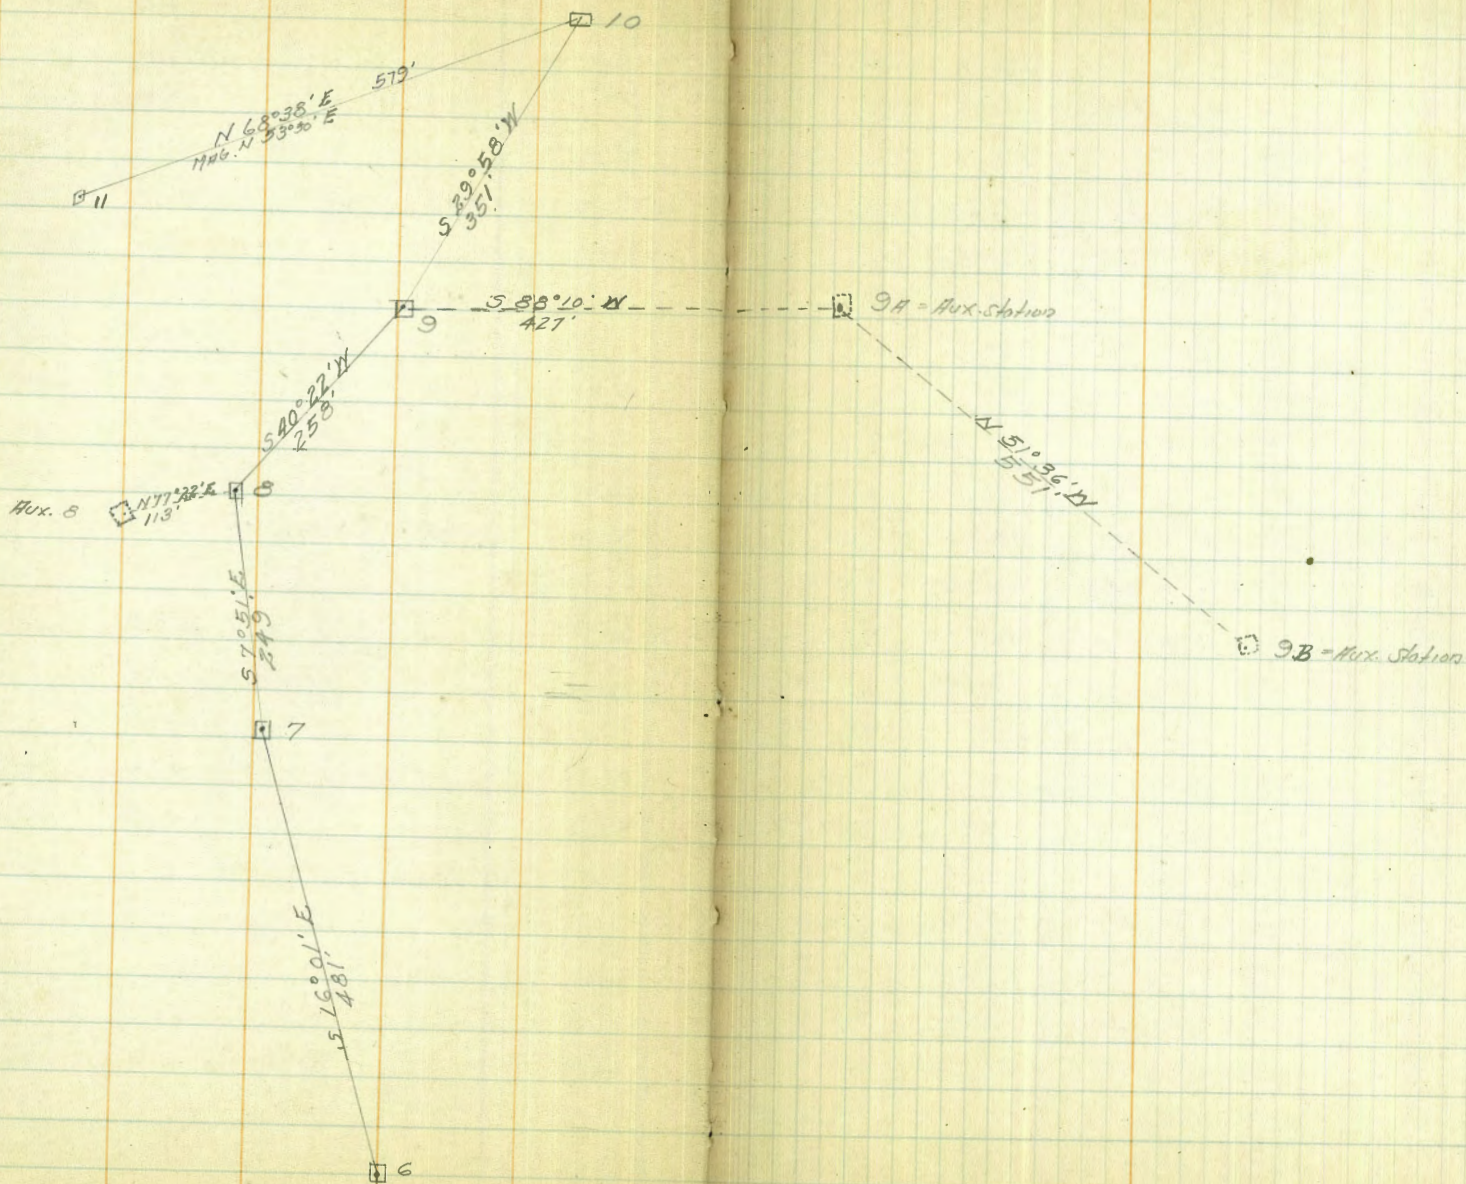 10
579'
N 68°38' E
MAG. N 53°30' E
11
S 29°58' W
351'
S 88°10' W
427'
9
9A = Aux. Station
S 40°22' W
258'
N 51°36' W
551'
Aux. 8
N 77°22' E
113'
8
S 7°51' E
249
9B = Aux. Station
7
S 16°01' E
481'
6